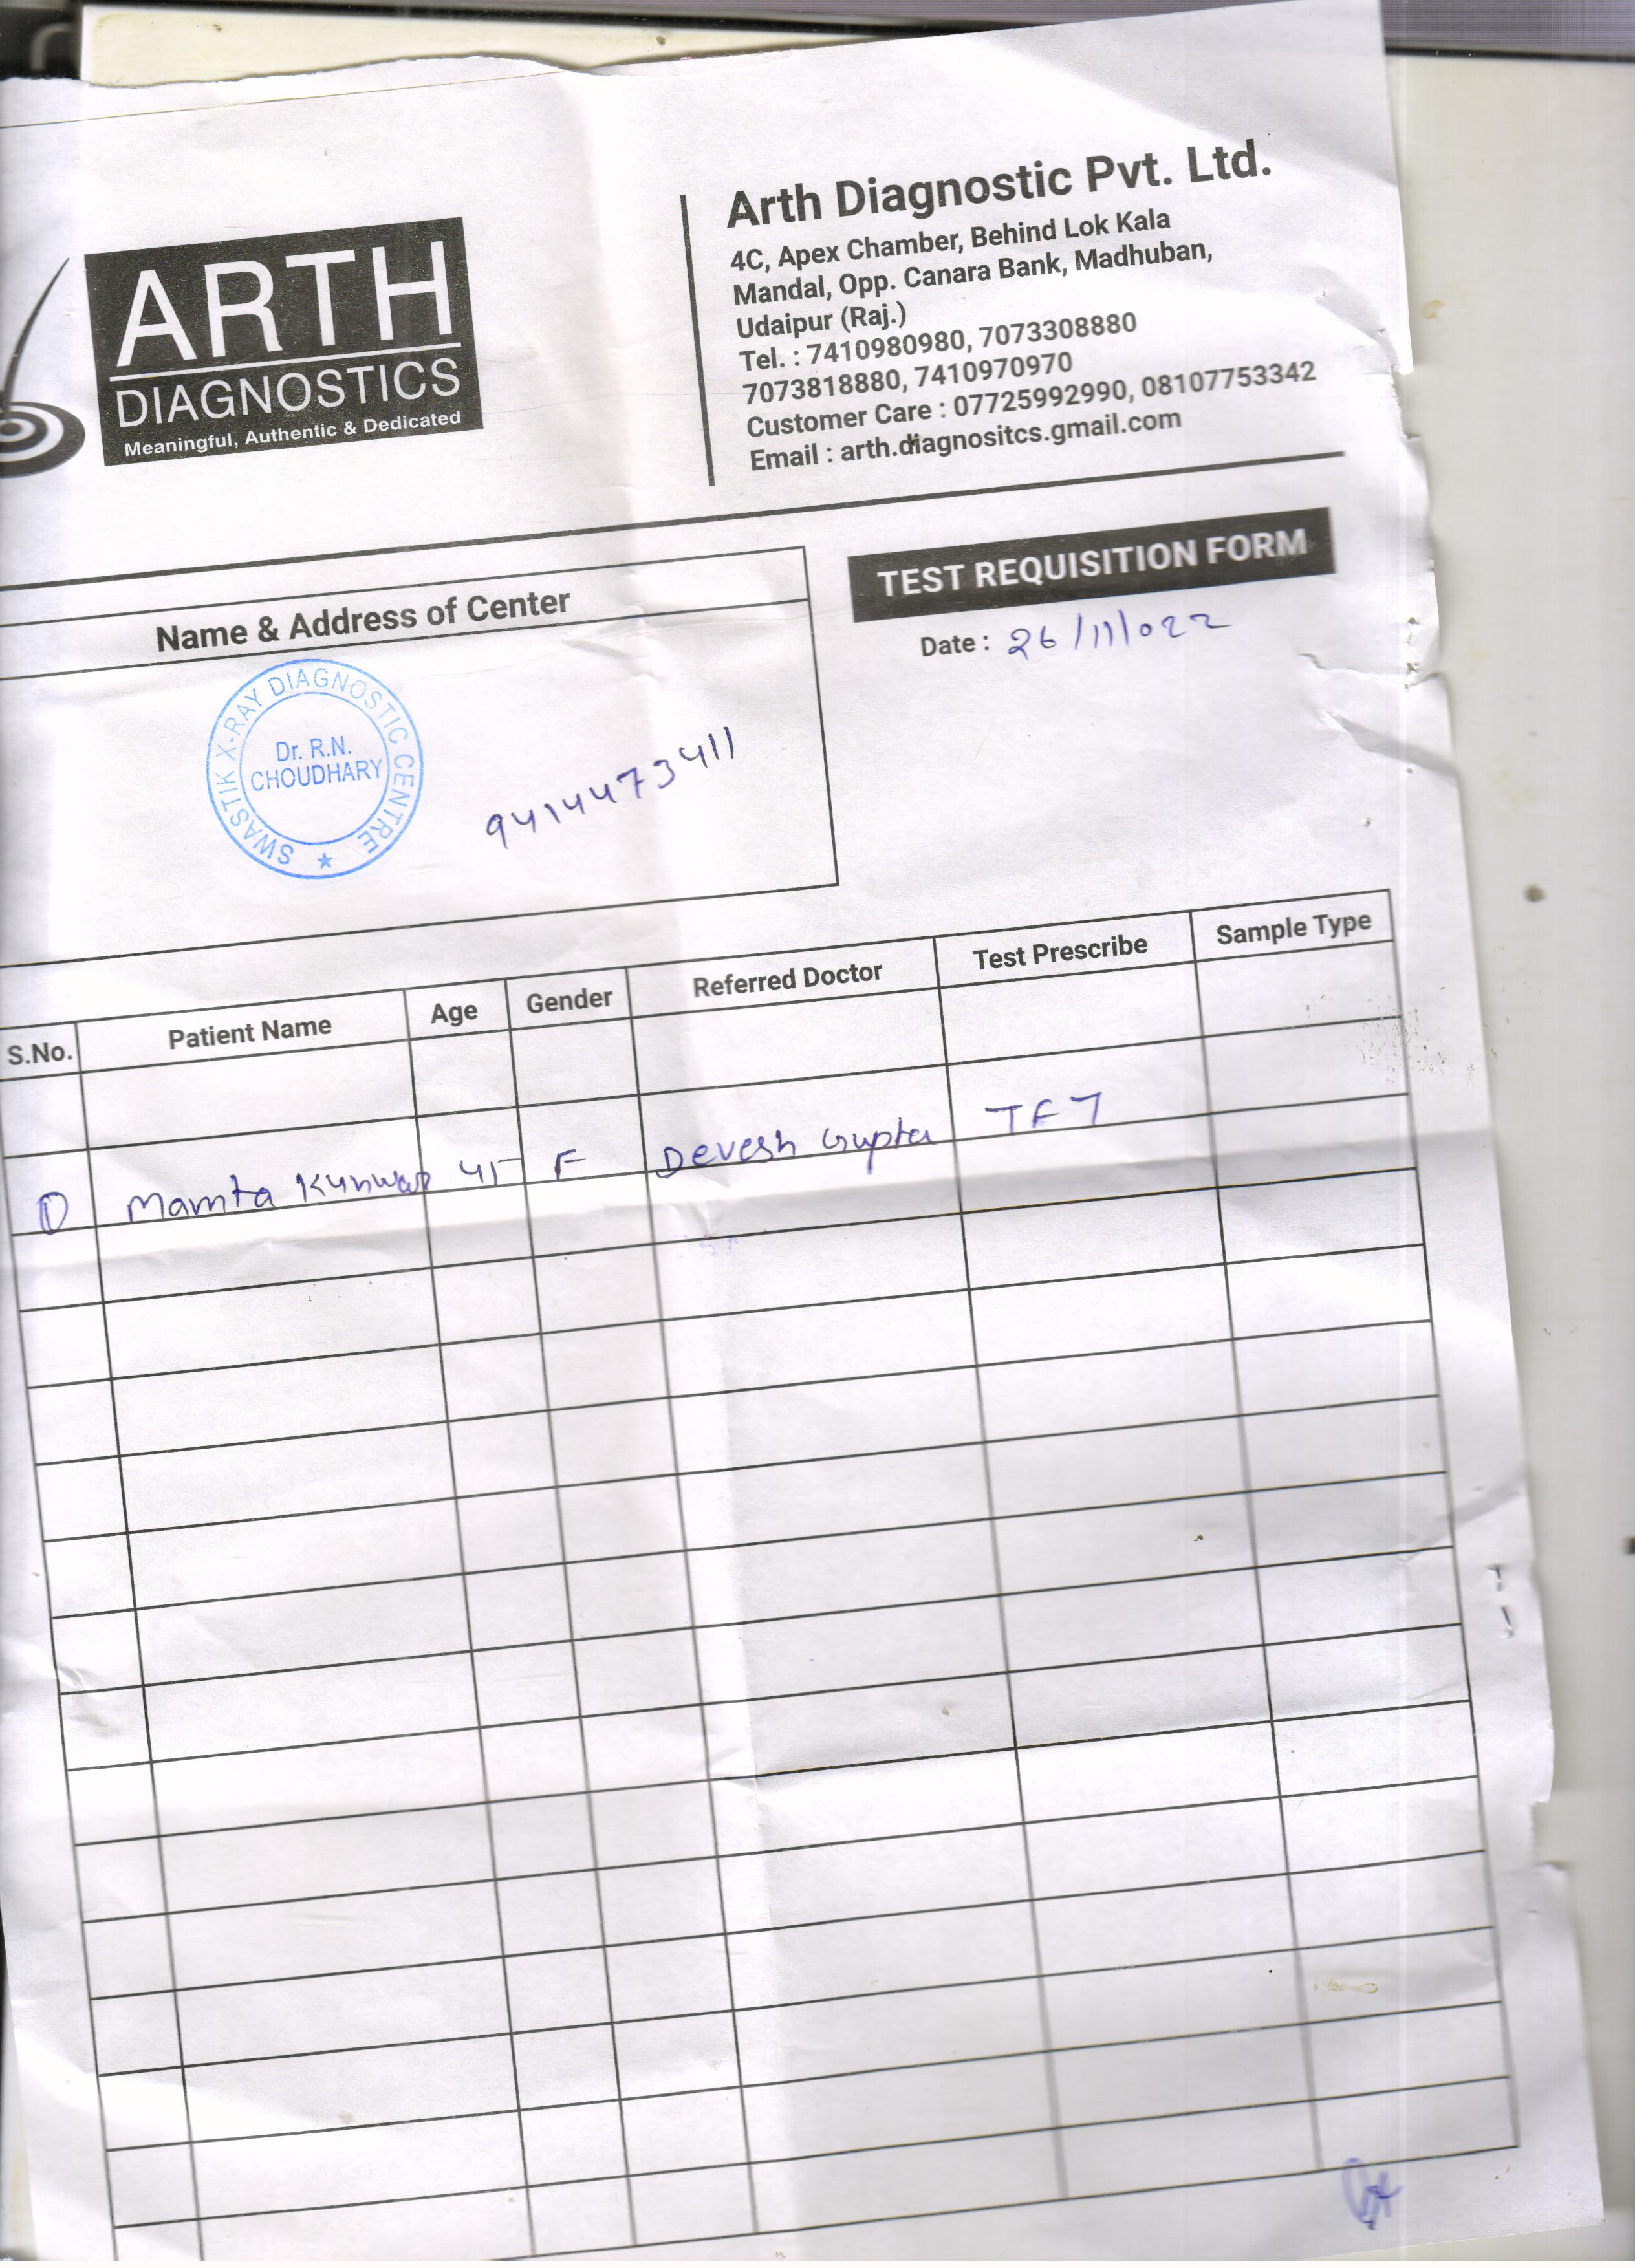 ARTH
DIAGNOSTICS
Meaningful, Authentic & Dedicated
Arth Diagnostic Pvt. Ltd.
4C, Apex Chamber, Behind Lok Kala
Mandal, Opp. Canara Bank, Madhuban,
Udaipur (Raj.)
Tel. : 7410980980, 7073308880
7073818880, 7410970970
Customer Care : 07725992990, 08107753342
Email : arth.diagnositcs.gmail.com
TEST REQUISITION FORM
Date : 26/11/022
Name & Address of Center
SWASTIK X-RAY DIAGNOSTIC CENTRE
Dr. R.N.
CHOUDHARY
9414473411
S.No. Patient Name Age Gender Referred Doctor Test Prescribe Sample Type
① Mamta Kunwar 45 F Devesh Gupta TFT